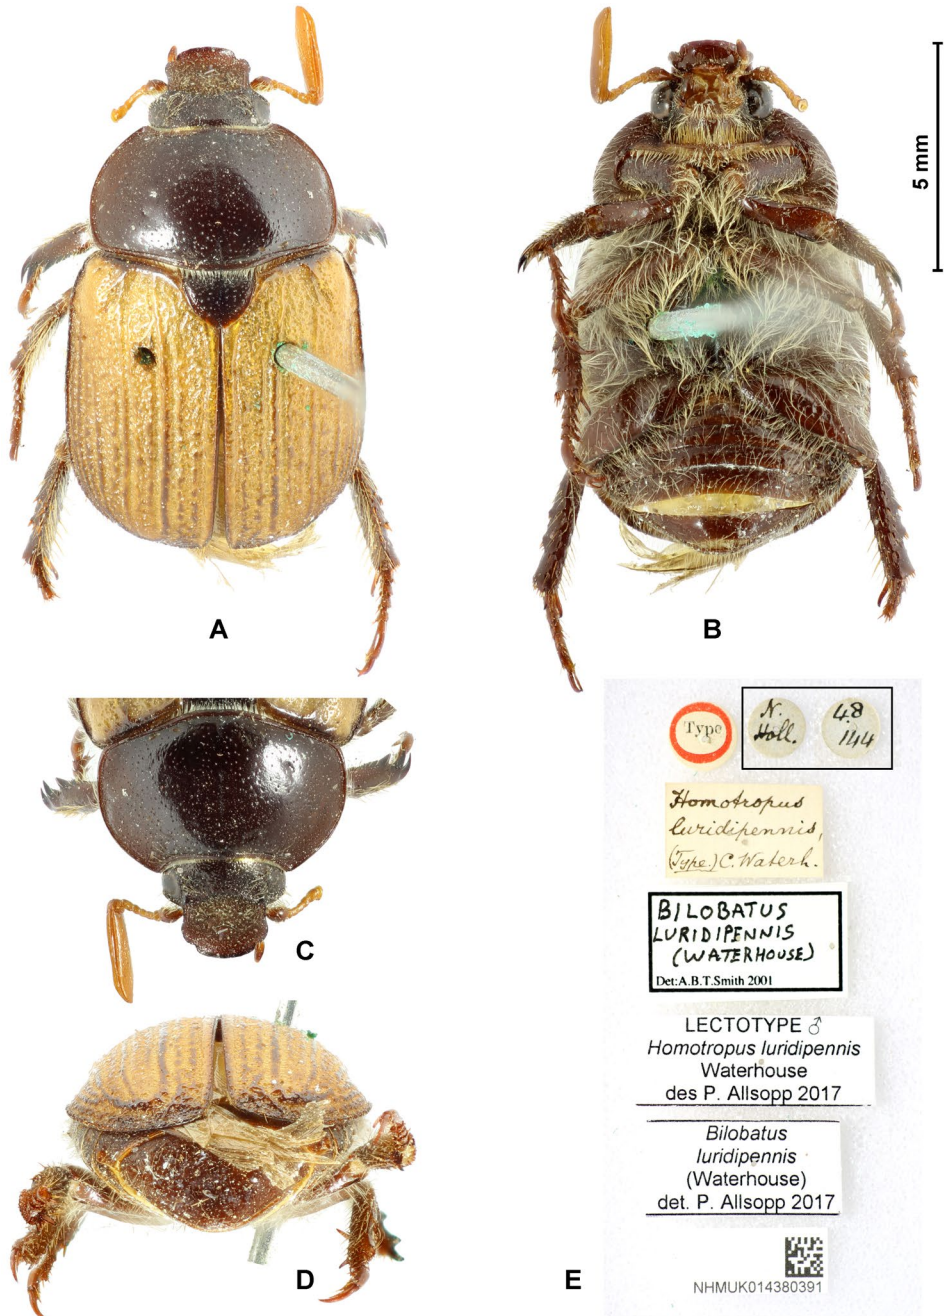 5 mm
A
B
C
D
E
Type
N.
Holl.
48
144
Homotropus
luridipennis,
(Type.) C. Waterh.
BILOBATUS
LURIDIPENNIS
(WATERHOUSE)
Det:A.B.T.Smith 2001
LECTOTYPE ♂
Homotropus luridipennis
Waterhouse
des P. Allsopp 2017
Bilobatus
luridipennis
(Waterhouse)
det. P. Allsopp 2017
NHMUK014380391